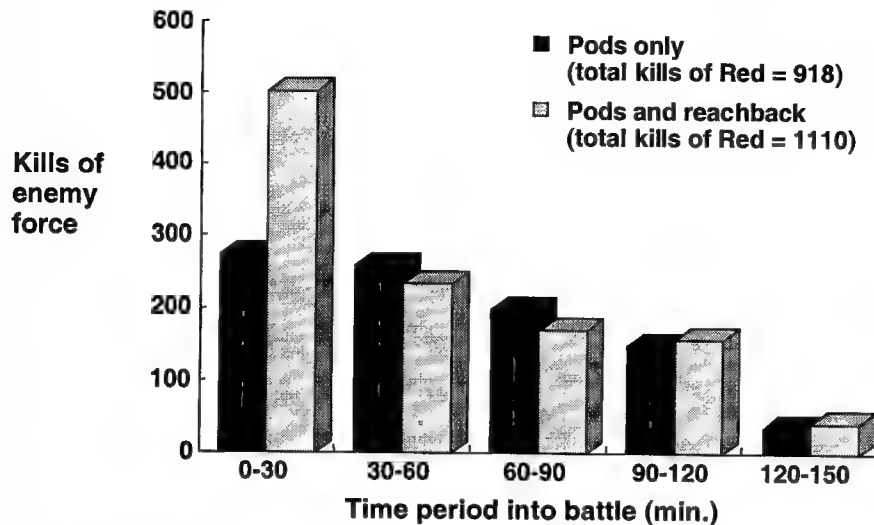 600
500
400
300
200
100
0
Kills of
enemy
force
Pods only
(total kills of Red = 918)
Pods and reachback
(total kills of Red = 1110)
0-30 30-60 60-90 90-120 120-150
Time period into battle (min.)